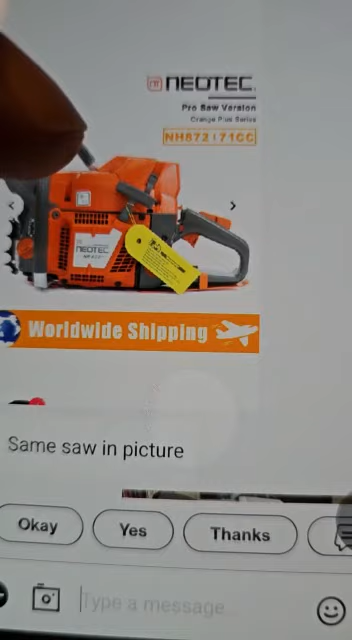 NEOTEC
Pro Saw Version
Orange Plus Series
NH872 | 71CC
NEOTEC
Worldwide Shipping
Same saw in picture
Okay
Yes
Thanks
Type a message